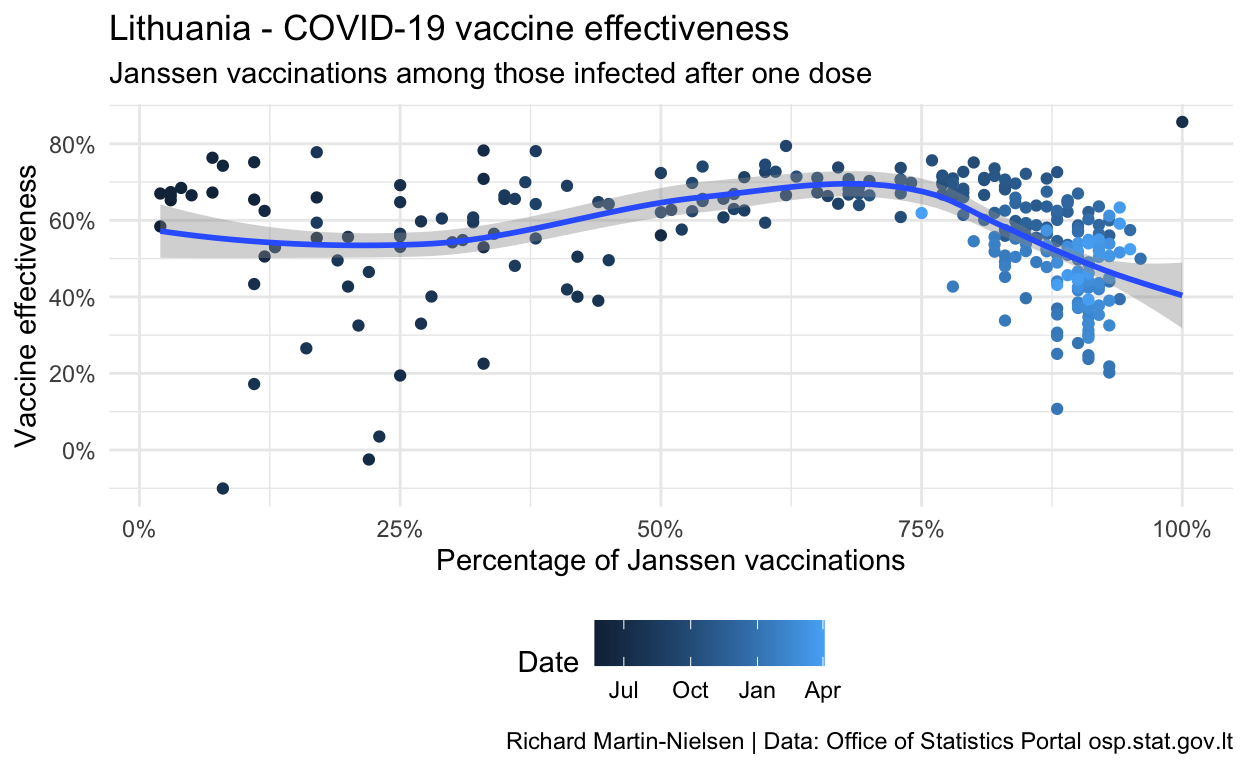 Lithuania - COVID-19 vaccine effectiveness
Janssen vaccinations among those infected after one dose
Vaccine effectiveness
80%
60%
40%
20%
0%
0% 25% 50% 75% 100%
Percentage of Janssen vaccinations
Date
Jul Oct Jan Apr
Richard Martin-Nielsen | Data: Office of Statistics Portal osp.stat.gov.lt